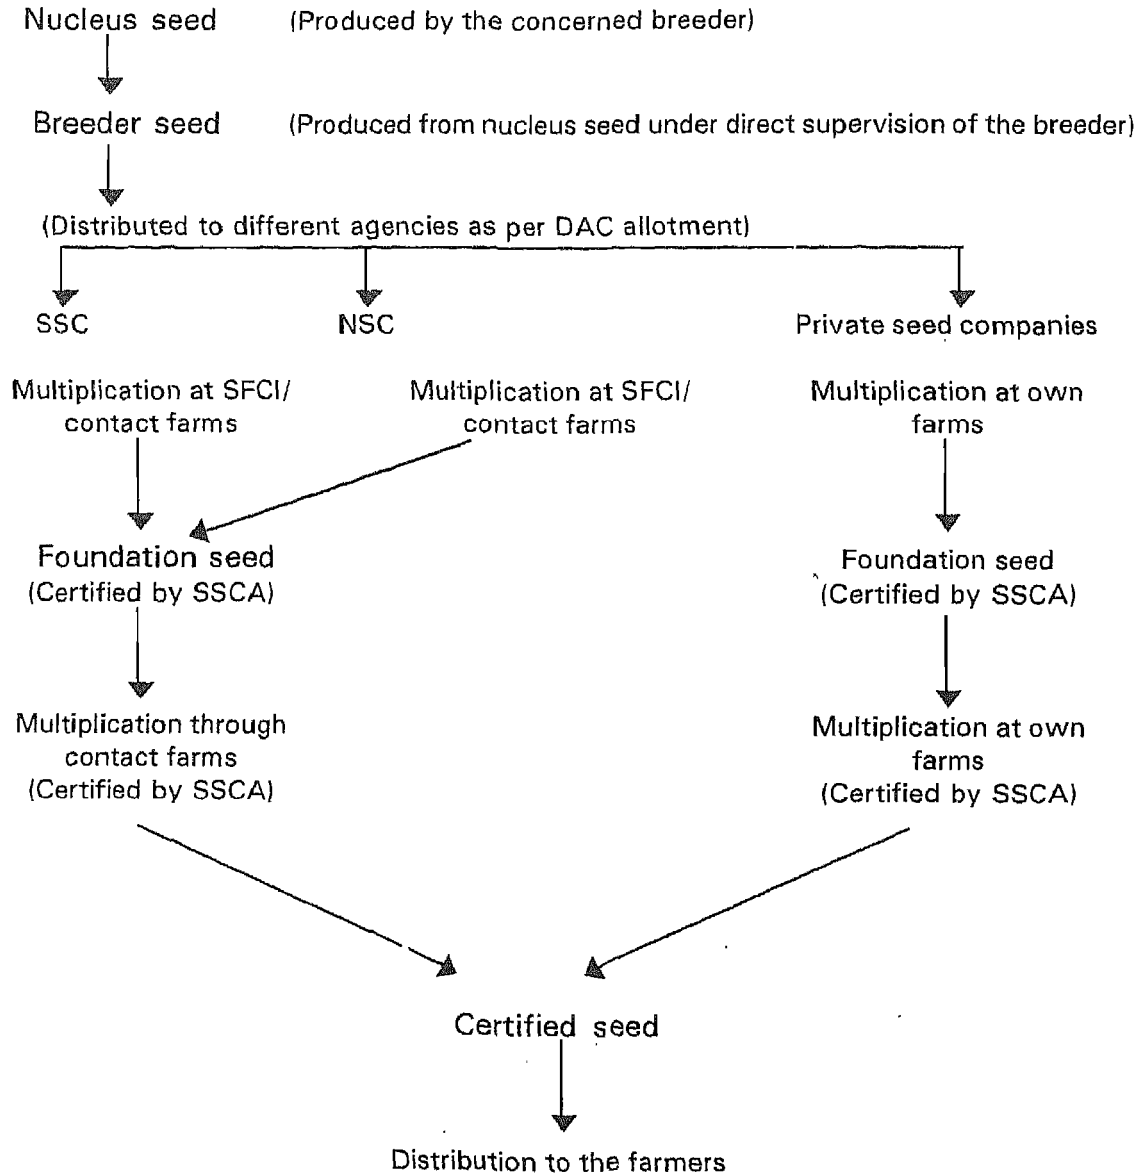 Nucleus seed (Produced by the concerned breeder)
Breeder seed (Produced from nucleus seed under direct supervision of the breeder)
(Distributed to different agencies as per DAC allotment)
SSC NSC Private seed companies
Multiplication at SFCI/ Multiplication at SFCI/ Multiplication at own
contact farms contact farms farms
Foundation seed Foundation seed
(Certified by SSCA) (Certified by SSCA)
Multiplication through Multiplication at own
contact farms farms
(Certified by SSCA) (Certified by SSCA)
Certified seed
Distribution to the farmers